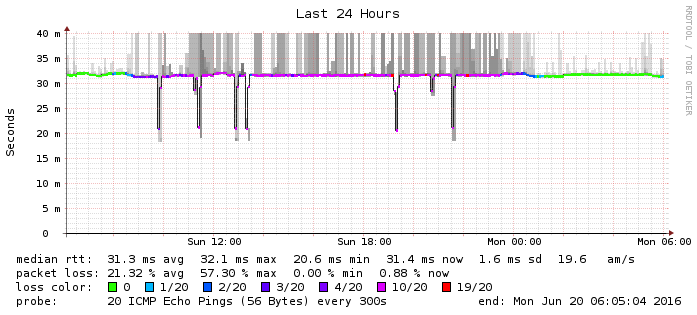 Last 24 Hours
RRDTOOL / TOBI OETIKER
Seconds
40 m
35 m
30 m
25 m
20 m
15 m
10 m
5 m
0
Sun 12:00 Sun 18:00 Mon 00:00 Mon 06:00
median rtt: 31.3 ms avg 32.1 ms max 20.6 ms min 31.4 ms now 1.6 ms sd 19.6 am/s
packet loss: 21.32 % avg 57.30 % max 0.00 % min 0.88 % now
loss color: 0 1/20 2/20 3/20 4/20 10/20 19/20
probe: 20 ICMP Echo Pings (56 Bytes) every 300s end: Mon Jun 20 06:05:04 2016